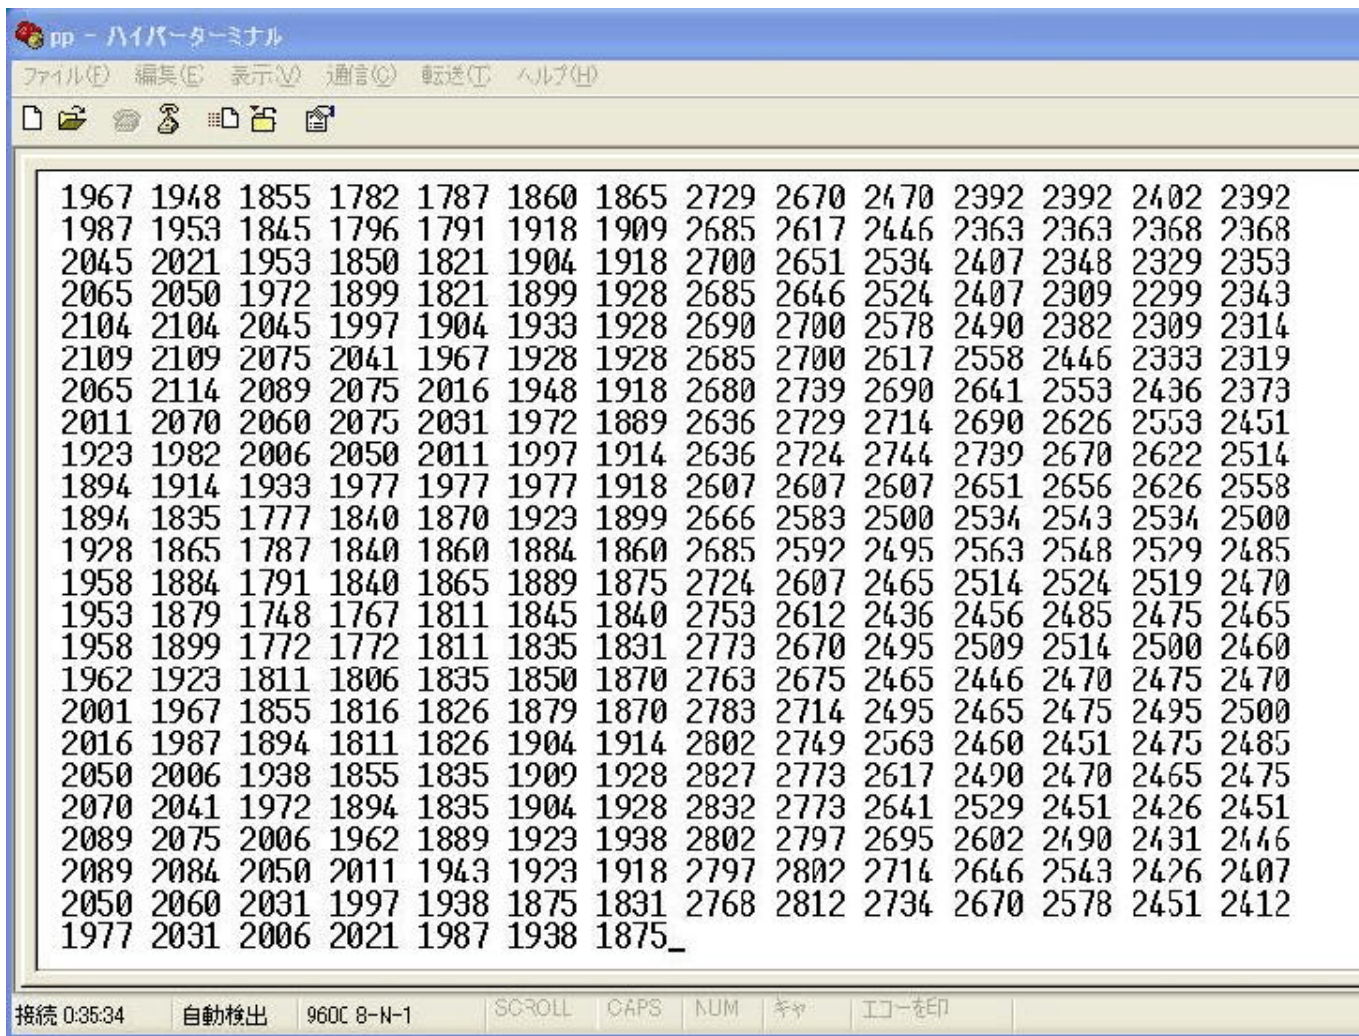 pp - ハイパーターミナル
ファイル(F) 編集(E) 表示(V) 通信(C) 転送(T) ヘルプ(H)
1967 1948 1855 1782 1787 1860 1865 2729 2670 2470 2392 2392 2402 2392
1987 1953 1845 1796 1791 1918 1909 2685 2617 2446 2363 2363 2368 2368
2045 2021 1953 1850 1821 1904 1918 2700 2651 2534 2407 2348 2329 2353
2065 2050 1972 1899 1821 1899 1928 2685 2646 2524 2407 2309 2299 2343
2104 2104 2045 1997 1904 1933 1928 2690 2700 2578 2490 2382 2309 2314
2109 2109 2075 2041 1967 1928 1928 2685 2700 2617 2558 2446 2333 2319
2065 2114 2089 2075 2016 1948 1918 2680 2739 2690 2641 2553 2436 2373
2011 2070 2060 2075 2031 1972 1889 2636 2729 2714 2690 2626 2553 2451
1923 1982 2006 2050 2011 1997 1914 2636 2724 2744 2739 2670 2622 2514
1894 1914 1933 1977 1977 1977 1918 2607 2607 2607 2651 2656 2626 2558
1894 1835 1777 1840 1870 1923 1899 2666 2583 2500 2534 2543 2534 2500
1928 1865 1787 1840 1860 1884 1860 2685 2592 2495 2563 2548 2529 2485
1958 1884 1791 1840 1865 1889 1875 2724 2607 2465 2514 2524 2519 2470
1953 1879 1748 1767 1811 1845 1840 2753 2612 2436 2456 2485 2475 2465
1958 1899 1772 1772 1811 1835 1831 2773 2670 2495 2509 2514 2500 2460
1962 1923 1811 1806 1835 1850 1870 2763 2675 2465 2446 2470 2475 2470
2001 1967 1855 1816 1826 1879 1870 2783 2714 2495 2465 2475 2495 2500
2016 1987 1894 1811 1826 1904 1914 2802 2749 2563 2460 2451 2475 2485
2050 2006 1938 1855 1835 1909 1928 2827 2773 2617 2490 2470 2465 2475
2070 2041 1972 1894 1835 1904 1928 2832 2773 2641 2529 2451 2426 2451
2089 2075 2006 1962 1889 1923 1938 2802 2797 2695 2602 2490 2431 2446
2089 2084 2050 2011 1943 1923 1918 2797 2802 2714 2646 2543 2426 2407
2050 2060 2031 1997 1938 1875 1831 2768 2812 2734 2670 2578 2451 2412
1977 2031 2006 2021 1987 1938 1875_
接続 0:35:34 自動検出 9600 8-N-1 SCROLL CAPS NUM キャ エコーを印